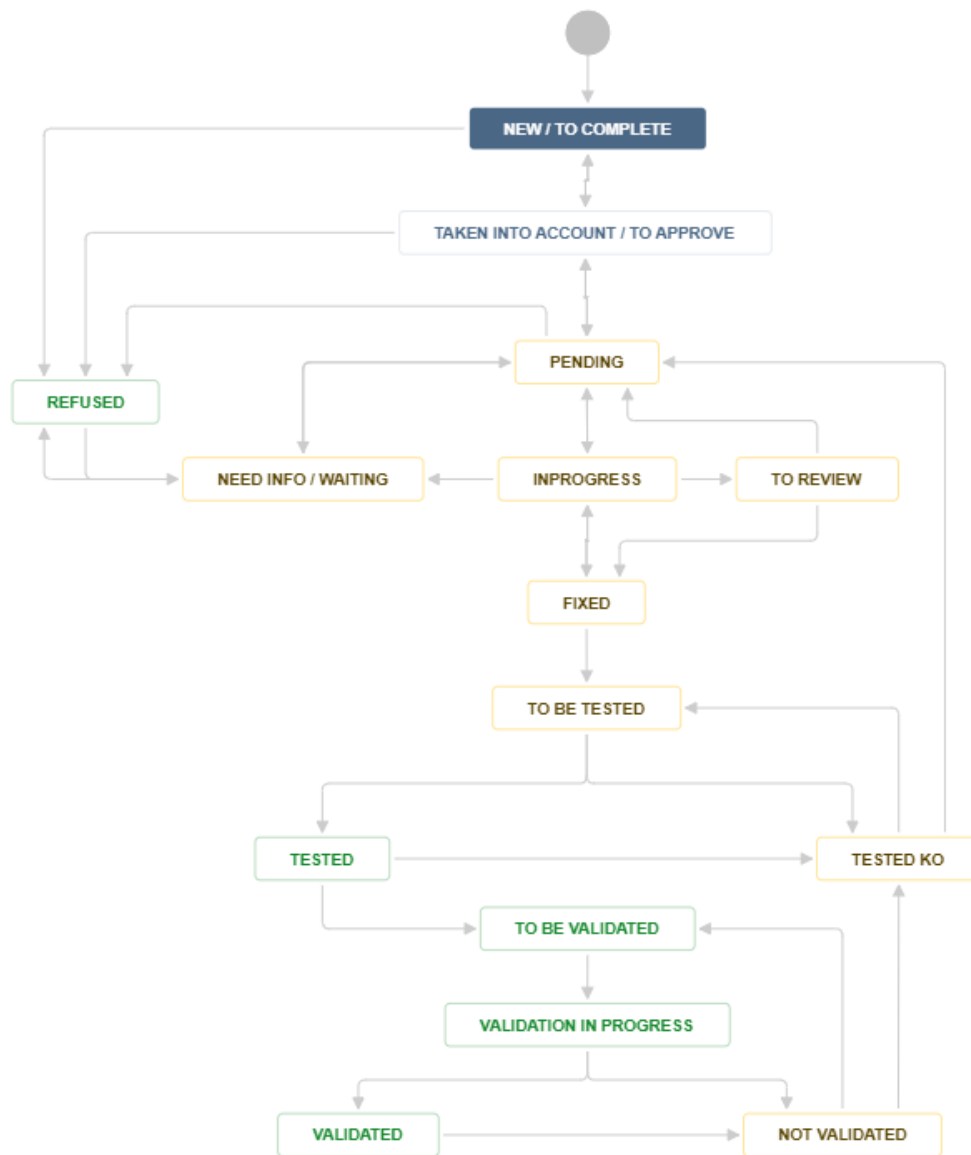 NEW / TO COMPLETE
TAKEN INTO ACCOUNT / TO APPROVE
PENDING
REFUSED
NEED INFO / WAITING
INPROGRESS
TO REVIEW
FIXED
TO BE TESTED
TESTED
TESTED KO
TO BE VALIDATED
VALIDATION IN PROGRESS
VALIDATED
NOT VALIDATED